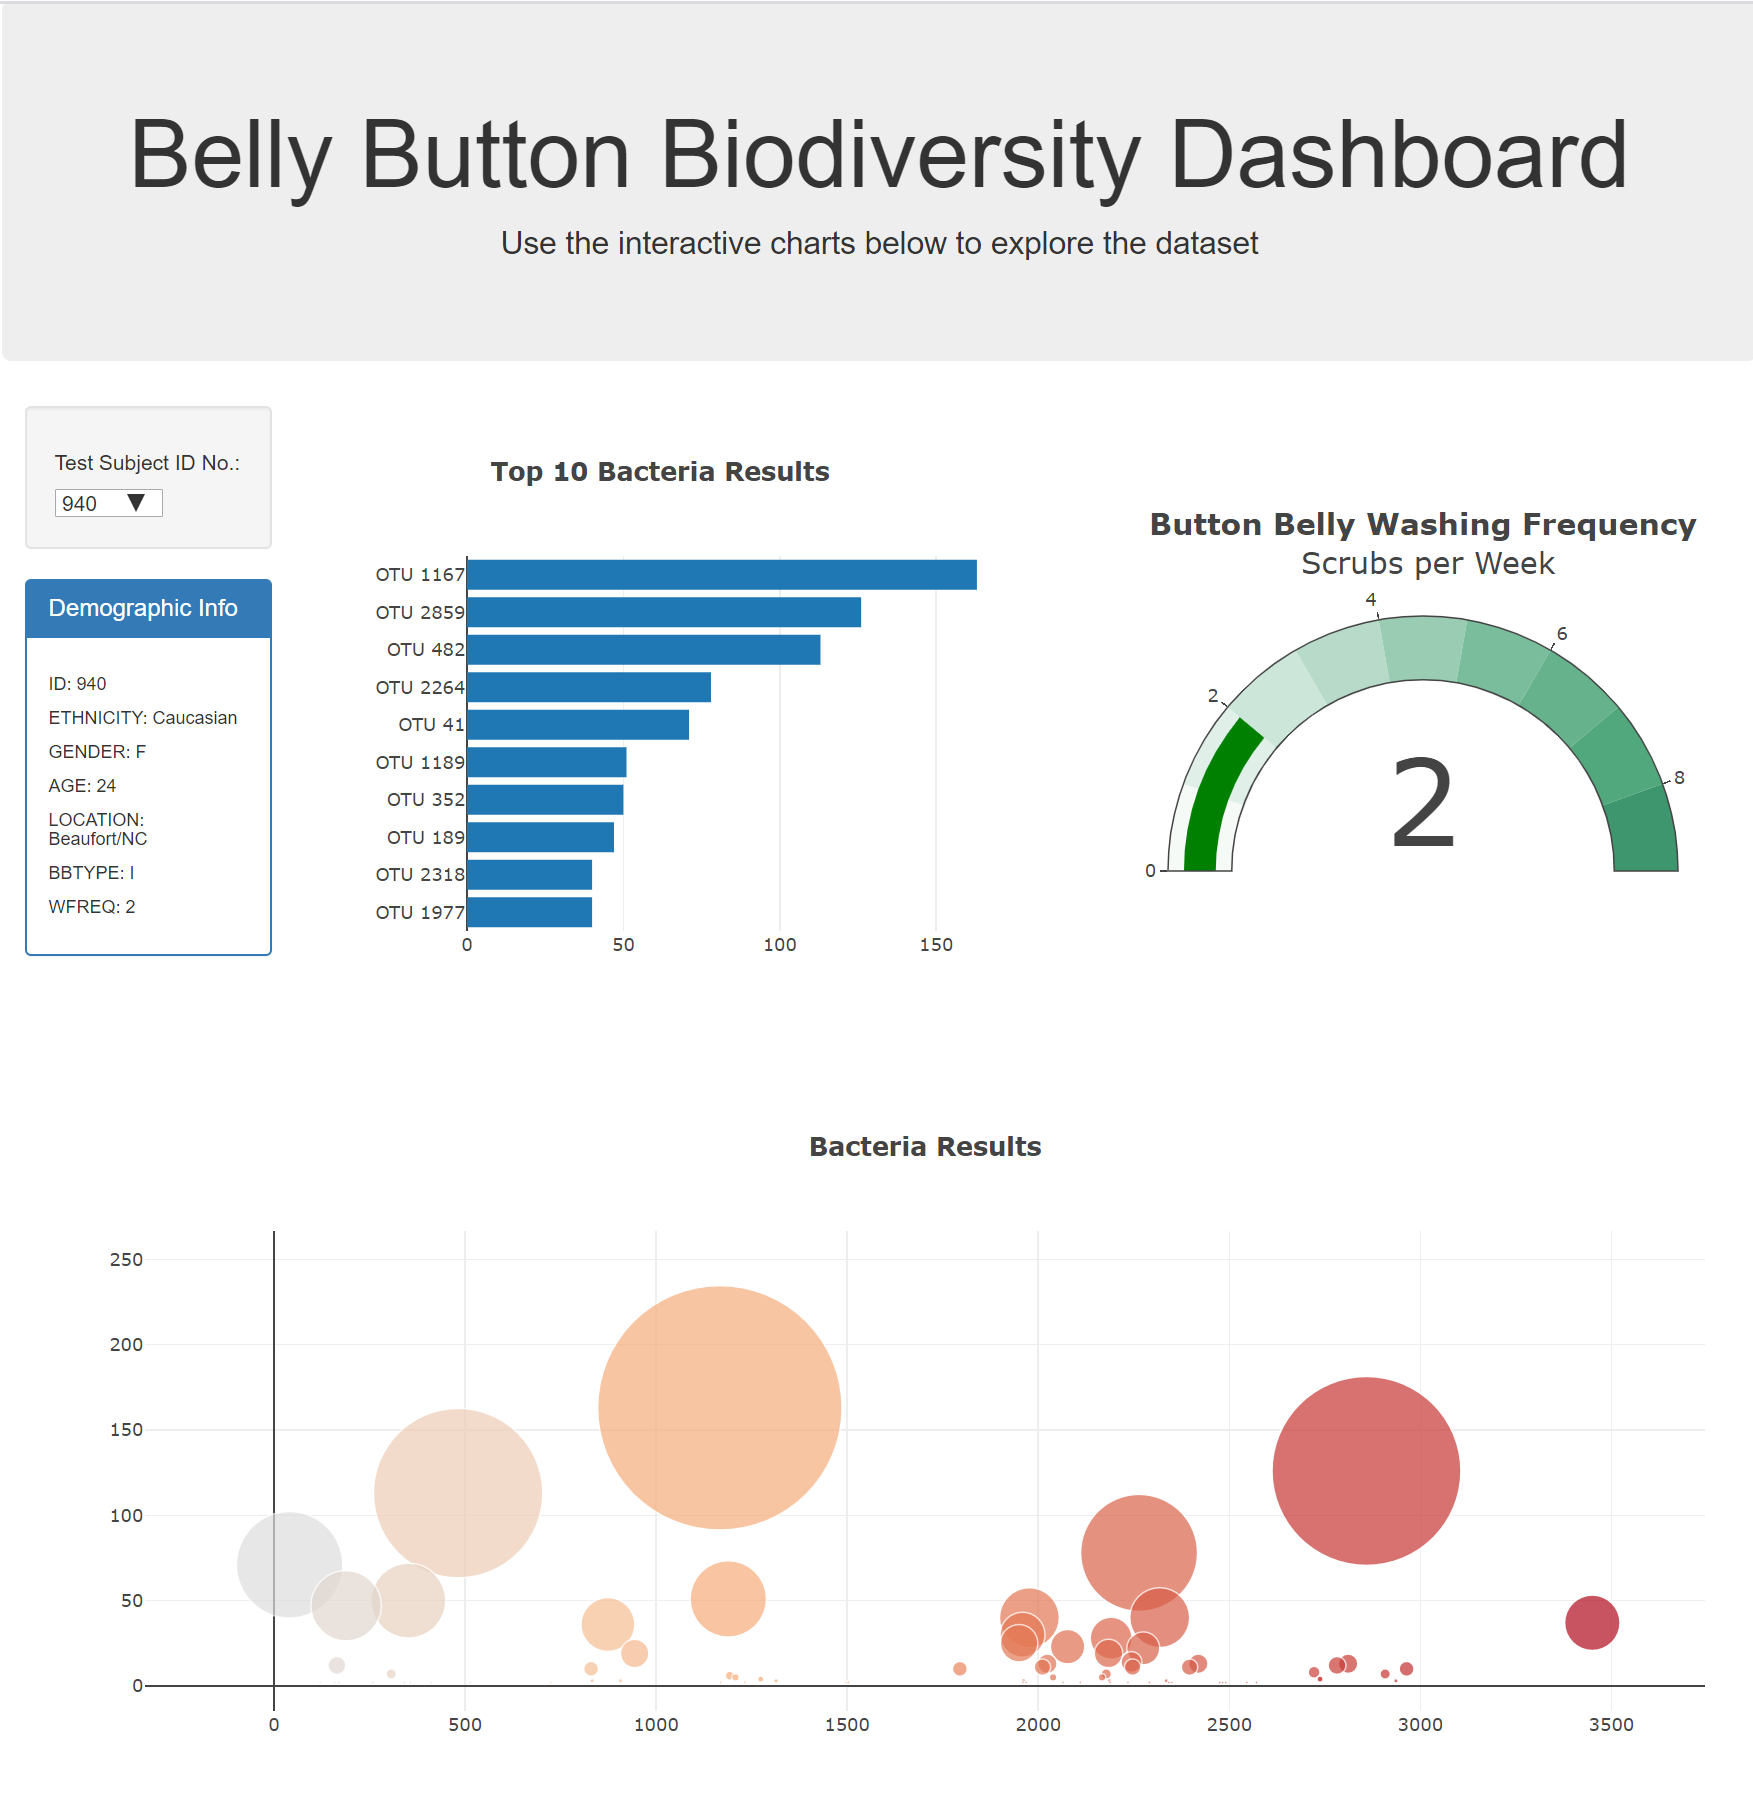 Belly Button Biodiversity Dashboard
Use the interactive charts below to explore the dataset
Test Subject ID No.:
940
Demographic Info
ID: 940
ETHNICITY: Caucasian
GENDER: F
AGE: 24
LOCATION:
Beaufort/NC
BBTYPE: I
WFREQ: 2
Top 10 Bacteria Results
OTU 1167
OTU 2859
OTU 482
OTU 2264
OTU 41
OTU 1189
OTU 352
OTU 189
OTU 2318
OTU 1977
0 50 100 150
Button Belly Washing Frequency
Scrubs per Week
0
2
4
6
8
2
Bacteria Results
250
200
150
100
50
0
0 500 1000 1500 2000 2500 3000 3500